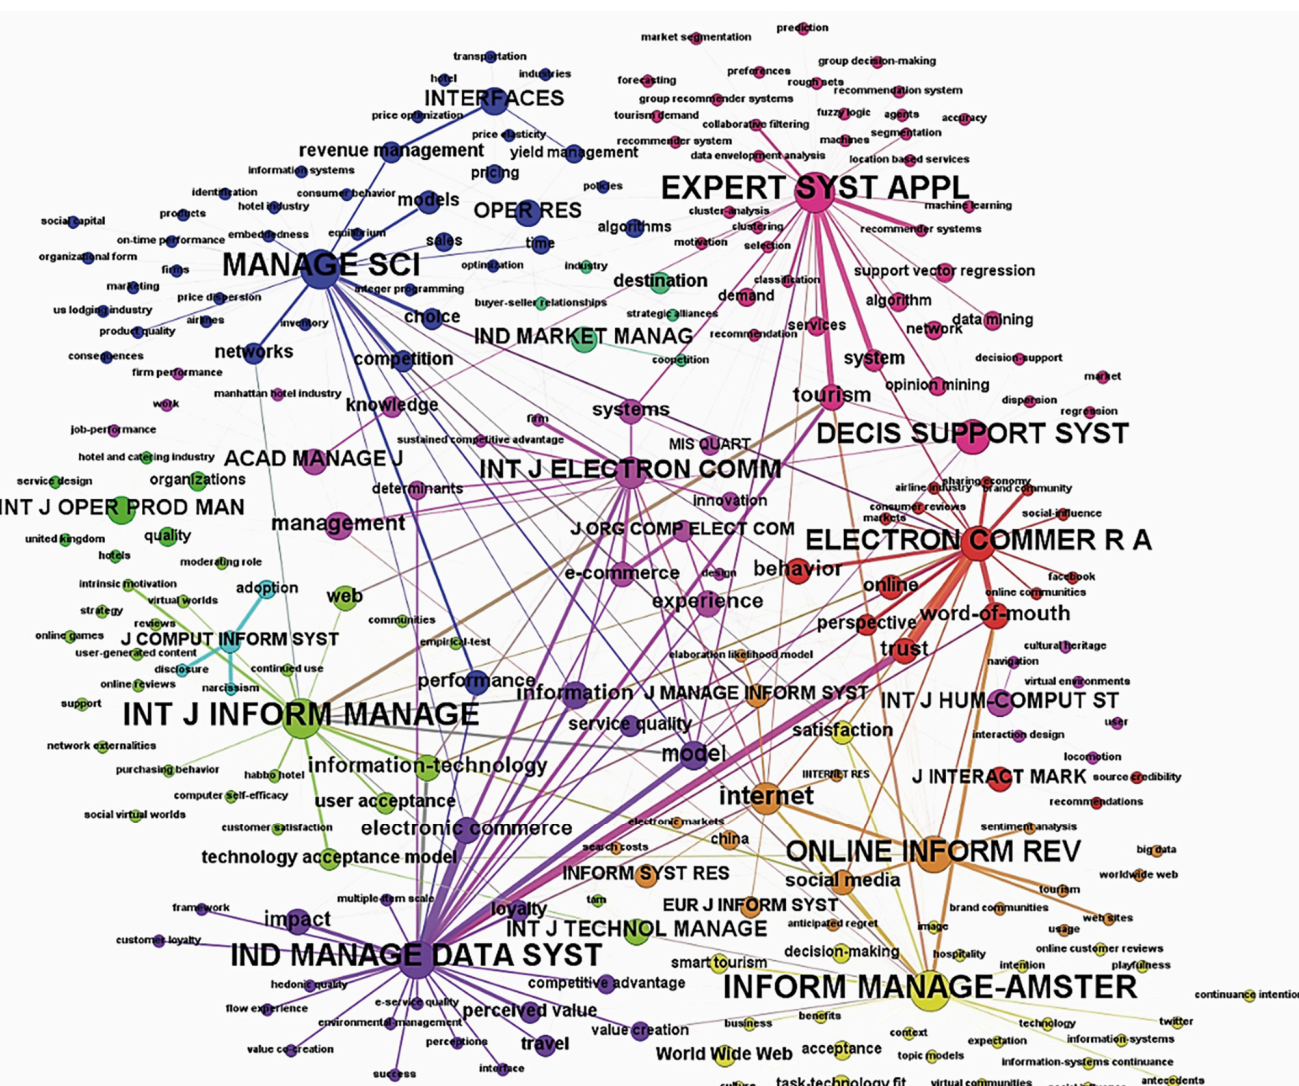 prediction
market segmentation
transportation
group decision-making
industries
preferences
hotel
forecasting
rough sets
recommendation system
INTERFACES
group recommender systems
price optimization
tourism demand
fuzzy logic
agents
accuracy
collaborative filtering
price elasticity
segmentation
recommender system
machines
revenue management
yield management
data envelopment analysis
location based services
information systems
pricing
policies
EXPERT SYST APPL
identification
consumer behavior
models
hotel industry
machine learning
products
OPER RES
cluster-analysis
social capital
algorithms
clustering
recommender systems
embeddedness
equilibrium
on-time performance
sales
time
motivation
selection
organizational form
MANAGE SCI
optimization
industry
firms
support vector regression
destination
classification
marketing
integer programming
price dispersion
demand
algorithm
buyer-seller relationships
us lodging industry
choice
strategic alliances
airlines
inventory
services
data mining
product quality
IND MARKET MANAG
recommendation
network
networks
consequences
competition
coopetition
system
decision-support
firm performance
market
opinion mining
manhattan hotel industry
tourism
work
knowledge
systems
dispersion
regression
firm
job-performance
DECIS SUPPORT SYST
sustained competitive advantage
MIS QUART
hotel and catering industry
ACAD MANAGE J
INT J ELECTRON COMM
service design
organizations
determinants
sharing economy
airline industry
brand community
innovation
INT J OPER PROD MAN
consumer reviews
social-influence
management
markets
J ORG COMP ELECT COM
united kingdom
quality
ELECTRON COMMER R A
hotels
moderating role
behavior
e-commerce
design
facebook
intrinsic motivation
adoption
online
online communities
web
virtual worlds
experience
strategy
word-of-mouth
reviews
communities
perspective
online games
J COMPUT INFORM SYST
empirical-test
user-generated content
trust
cultural heritage
elaboration likelihood model
navigation
disclosure
continued use
performance
virtual environments
online reviews
narcissism
information
J MANAGE INFORM SYST
INT J HUM-COMPUT ST
support
INT J INFORM MANAGE
service quality
user
satisfaction
interaction design
network externalities
model
locomotion
purchasing behavior
information-technology
habbo hotel
INTERNET RES
J INTERACT MARK
source credibility
computer self-efficacy
user acceptance
internet
recommendations
social virtual worlds
electronic markets
customer satisfaction
electronic commerce
sentiment analysis
china
search costs
ONLINE INFORM REV
big data
technology acceptance model
INFORM SYST RES
social media
worldwide web
tourism
multiple-item scale
tam
framework
loyalty
EUR J INFORM SYST
brand communities
impact
web sites
anticipated regret
image
usage
INT J TECHNOL MANAGE
customer loyalty
decision-making
online customer reviews
IND MANAGE DATA SYST
hospitality
smart tourism
intention
playfulness
hedonic quality
competitive advantage
INFORM MANAGE-AMSTER
continuance intention
e-service quality
flow experience
perceived value
benefits
environmental-management
value creation
business
technology
twitter
context
perceptions
travel
expectation
information-systems
value co-creation
World Wide Web
acceptance
topic models
interface
information-systems continuance
success
task-technology fit
virtual communities
antecedents